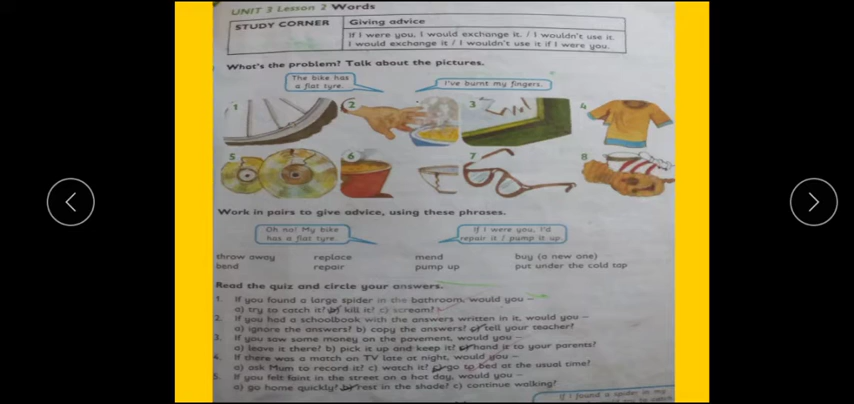 UNIT 3 Lesson 2 Words
STUDY CORNER
Giving advice
If I were you, I would exchange it. / I wouldn't use it.
I would exchange it / I wouldn't use it if I were you.
What's the problem? Talk about the pictures.
The bike has
a flat tyre.
I've burnt my fingers.
1
2
3
4
5
6
7
8
Work in pairs to give advice, using these phrases.
Oh no! My bike
has a flat tyre.
If I were you, I'd
repair it / pump it up.
throw away replace mend buy (a new one)
bend repair pump up put under the cold tap
Read the quiz and circle your answers.
1. If you found a large spider in the bathroom, would you –
a) try to catch it? b) kill it? c) scream?
2. If you had a schoolbook with the answers written in it, would you –
a) ignore the answers? b) copy the answers? c) tell your teacher?
3. If you saw some money on the pavement, would you –
a) leave it there? b) pick it up and keep it? c) hand it to your parents?
4. If there was a match on TV late at night, would you –
a) ask Mum to record it? c) watch it? c) go to bed at the usual time?
5. If you felt faint in the street on a hot day, would you –
a) go home quickly? b) rest in the shade? c) continue walking?
If I found a spider in my